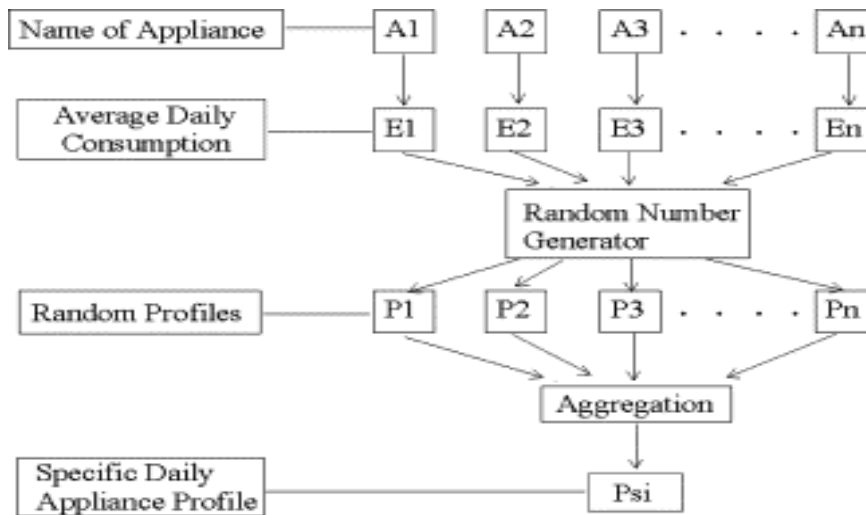 Name of Appliance A1 A2 A3 . . . . An
Average Daily
Consumption
E1 E2 E3 . . . . En
Random Number
Generator
Random Profiles P1 P2 P3 . . . . Pn
Aggregation
Specific Daily
Appliance Profile
Psi